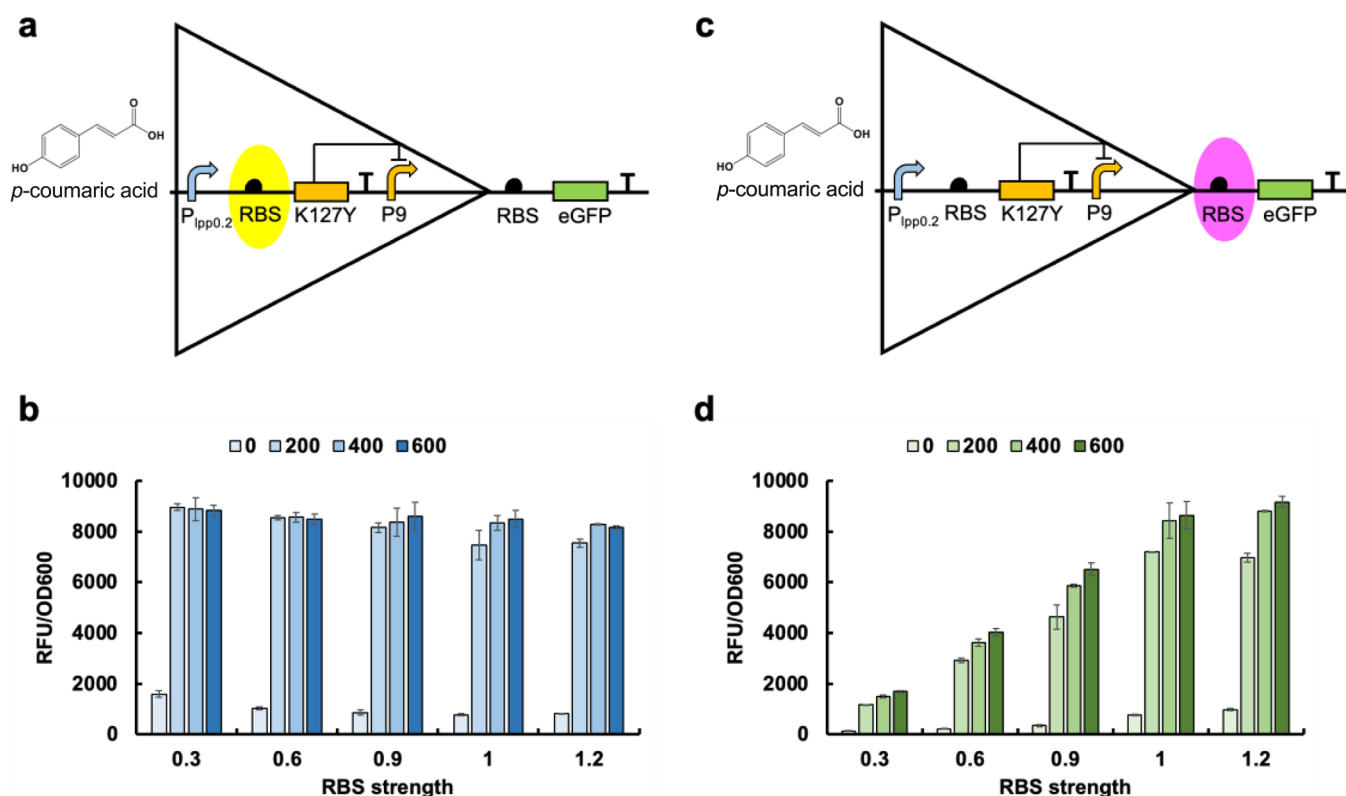 a
O
OH
HO
p-coumaric acid
Plpp0.2
RBS
K127Y
P9
RBS
eGFP
c
O
OH
HO
p-coumaric acid
Plpp0.2
RBS
K127Y
P9
RBS
eGFP
b
0 200 400 600
RFU/OD600
10000
8000
6000
4000
2000
0
0.3 0.6 0.9 1 1.2
RBS strength
d
0 200 400 600
RFU/OD600
10000
8000
6000
4000
2000
0
0.3 0.6 0.9 1 1.2
RBS strength